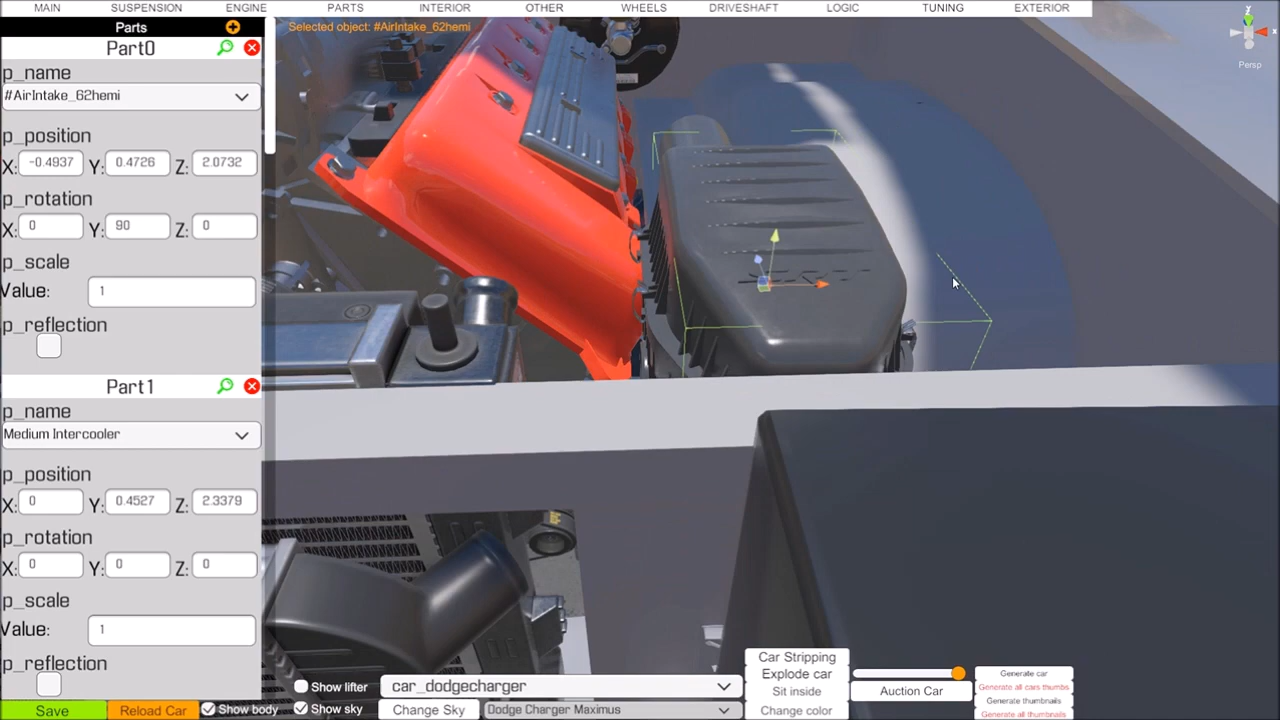 MAIN SUSPENSION ENGINE PARTS INTERIOR OTHER WHEELS DRIVESHAFT LOGIC TUNING EXTERIOR
Parts
Selected object: #AirIntake_62hemi
Part0
p_name
#AirIntake_62hemi
p_position
X: -0.4937 Y: 0.4726 Z: 2.0732
p_rotation
X: 0 Y: 90 Z: 0
p_scale
Value: 1
p_reflection
Part1
p_name
Medium Intercooler
p_position
X: 0 Y: 0.4527 Z: 2.3379
p_rotation
X: 0 Y: 0 Z: 0
p_scale
Value: 1
p_reflection
y
x
Persp
Save Reload Car Show body Show sky Change Sky Dodge Charger Maximus
Show lifter car_dodgecharger
Car Stripping
Explode car
Sit inside
Change color
Auction Car
Generate car
Generate all cars thumbs
Generate thumbnails
Generate all thumbnails